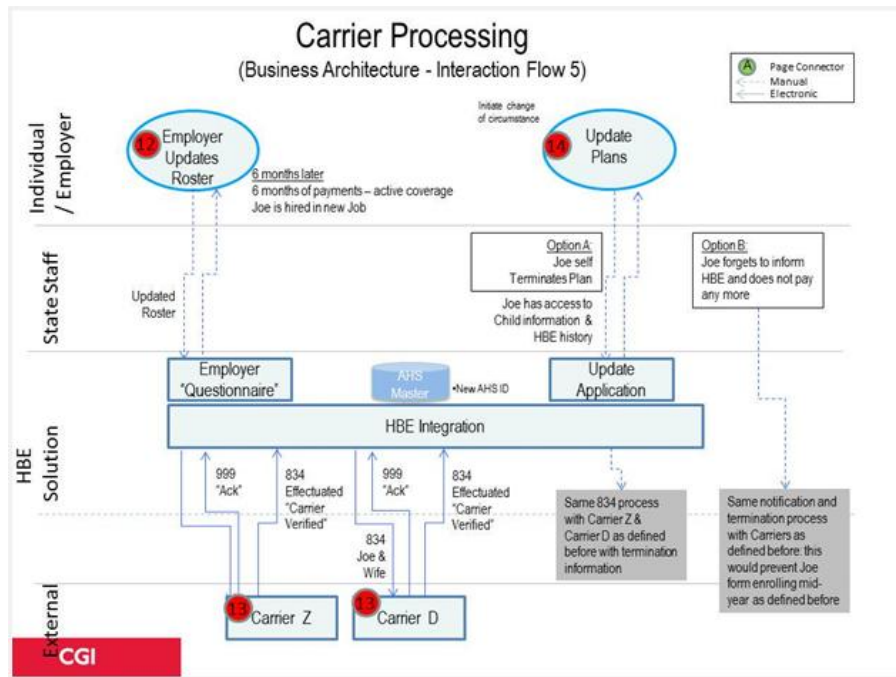 Carrier Processing
(Business Architecture - Interaction Flow 5)
A Page Connector
Manual
Electronic
Individual
/ Employer
12
Employer
Updates
Roster
6 months later
6 months of payments – active coverage
Joe is hired in new Job
Initiate change
of circumstance
14
Update
Plans
State Staff
Updated
Roster
Option A:
Joe self
Terminates Plan
Joe has access to
Child information &
HBE history
Option B:
Joe forgets to inform
HBE and does not pay
any more
HBE
Solution
Employer
"Questionnaire"
AHS
Master
•New AHS ID
Update
Application
HBE Integration
999
"Ack"
834
Effectuated
"Carrier
Verified"
999
"Ack"
834
Effectuated
"Carrier
Verified"
834
Joe &
Wife
Same 834 process
with Carrier Z &
Carrier D as defined
before with termination
information
Same notification and
termination process
with Carriers as
defined before: this
would prevent Joe
form enrolling mid-
year as defined before
External
13
Carrier Z
13
Carrier D
CGI